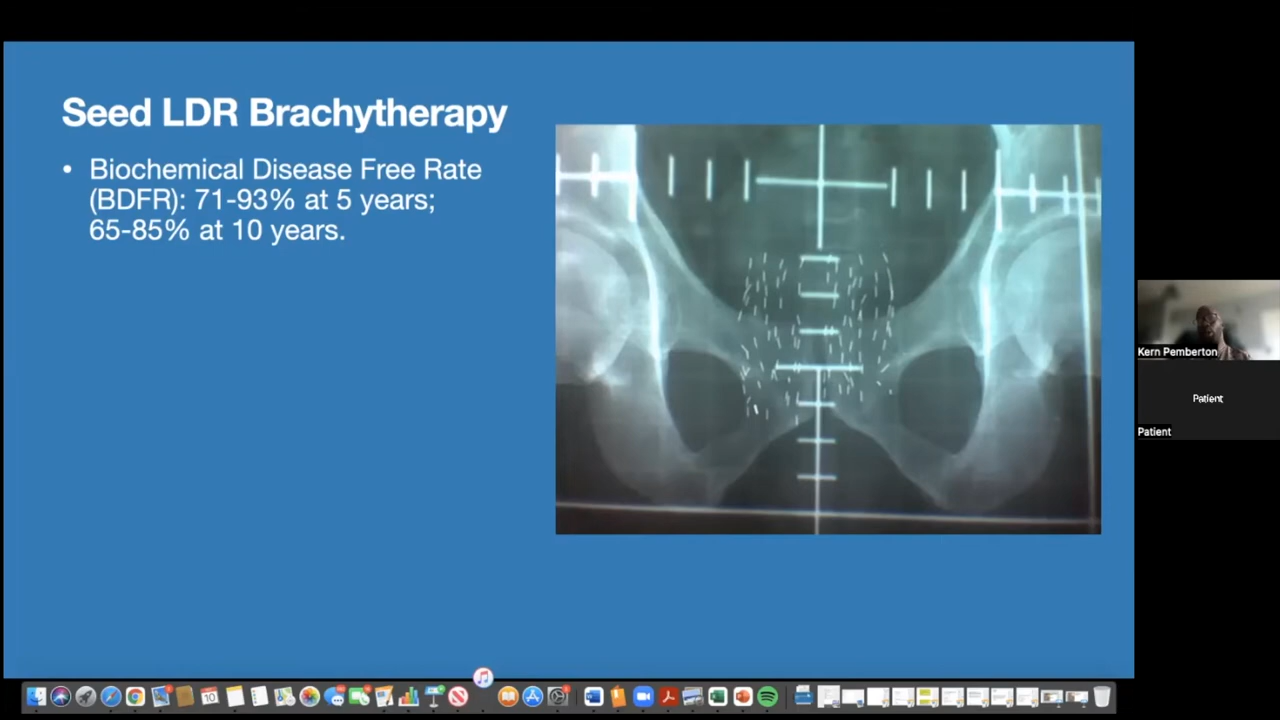 Seed LDR Brachytherapy
• Biochemical Disease Free Rate
(BDFR): 71-93% at 5 years;
65-85% at 10 years.
Kern Pemberton
Patient
Patient
10